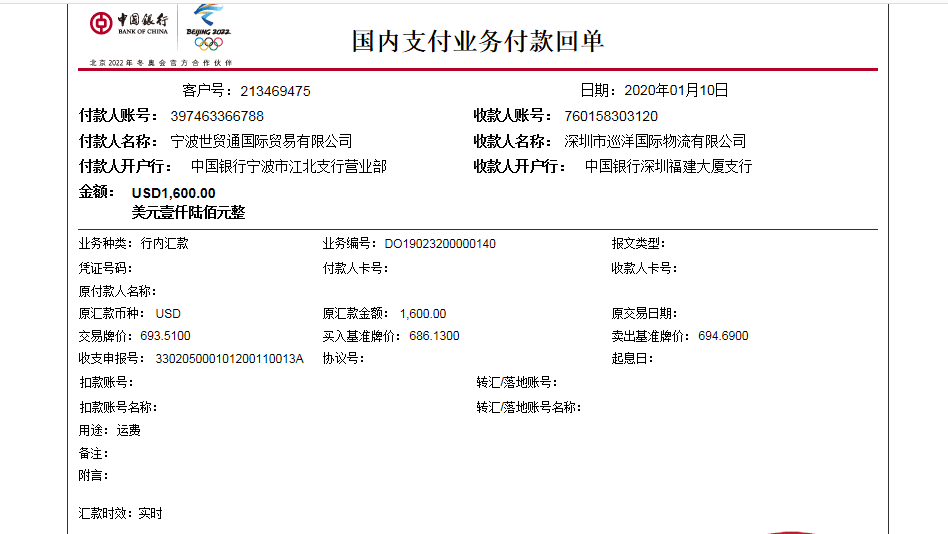 中国银行
BANK OF CHINA
BEIJING 2022
北京2022年冬奥会官方合作伙伴
国内支付业务付款回单
客户号：213469475 日期：2020年01月10日
付款人账号： 397463366788 收款人账号： 760158303120
付款人名称： 宁波世贸通国际贸易有限公司 收款人名称： 深圳市巡洋国际物流有限公司
付款人开户行： 中国银行宁波市江北支行营业部 收款人开户行： 中国银行深圳福建大厦支行
金额： USD1,600.00
美元壹仟陆佰元整
业务种类：行内汇款 业务编号：DO19023200000140 报文类型：
凭证号码： 付款人卡号： 收款人卡号：
原付款人名称：
原汇款币种： USD 原汇款金额： 1,600.00 原交易日期：
交易牌价：693.5100 买入基准牌价：686.1300 卖出基准牌价：694.6900
收支申报号： 330205000101200110013A 协议号： 起息日：
扣款账号： 转汇/落地账号：
扣款账号名称： 转汇/落地账号名称：
用途：运费
备注：
附言：
汇款时效：实时